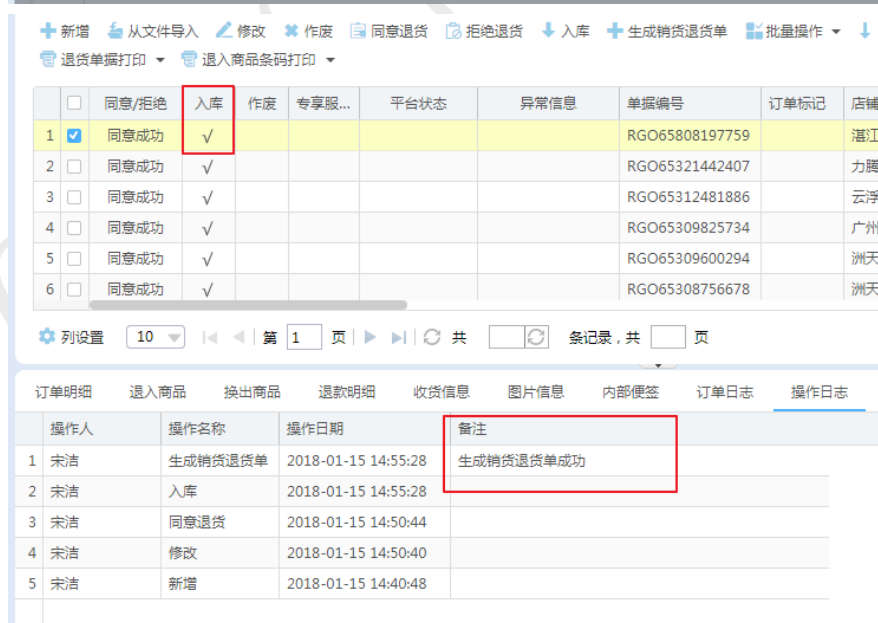 新增 从文件导入 修改 作废 同意退货 拒绝退货 入库 生成销货退货单 批量操作
退货单据打印 退入商品条码打印
同意/拒绝 入库 作废 专享服... 平台状态 异常信息 单据编号 订单标记 店铺
1 同意成功 √ RGO65808197759 湛江
2 同意成功 √ RGO65321442407 力腾
3 同意成功 √ RGO65312481886 云浮
4 同意成功 √ RGO65309825734 广州
5 同意成功 √ RGO65309600294 洲天
6 同意成功 √ RGO65308756678 洲天
列设置 10 第 1 页 共 条记录，共 页
订单明细 退入商品 换出商品 退款明细 收货信息 图片信息 内部便签 订单日志 操作日志
操作人 操作名称 操作日期 备注
1 宋洁 生成销货退货单 2018-01-15 14:55:28 生成销货退货单成功
2 宋洁 入库 2018-01-15 14:55:28
3 宋洁 同意退货 2018-01-15 14:50:44
4 宋洁 修改 2018-01-15 14:50:40
5 宋洁 新增 2018-01-15 14:40:48